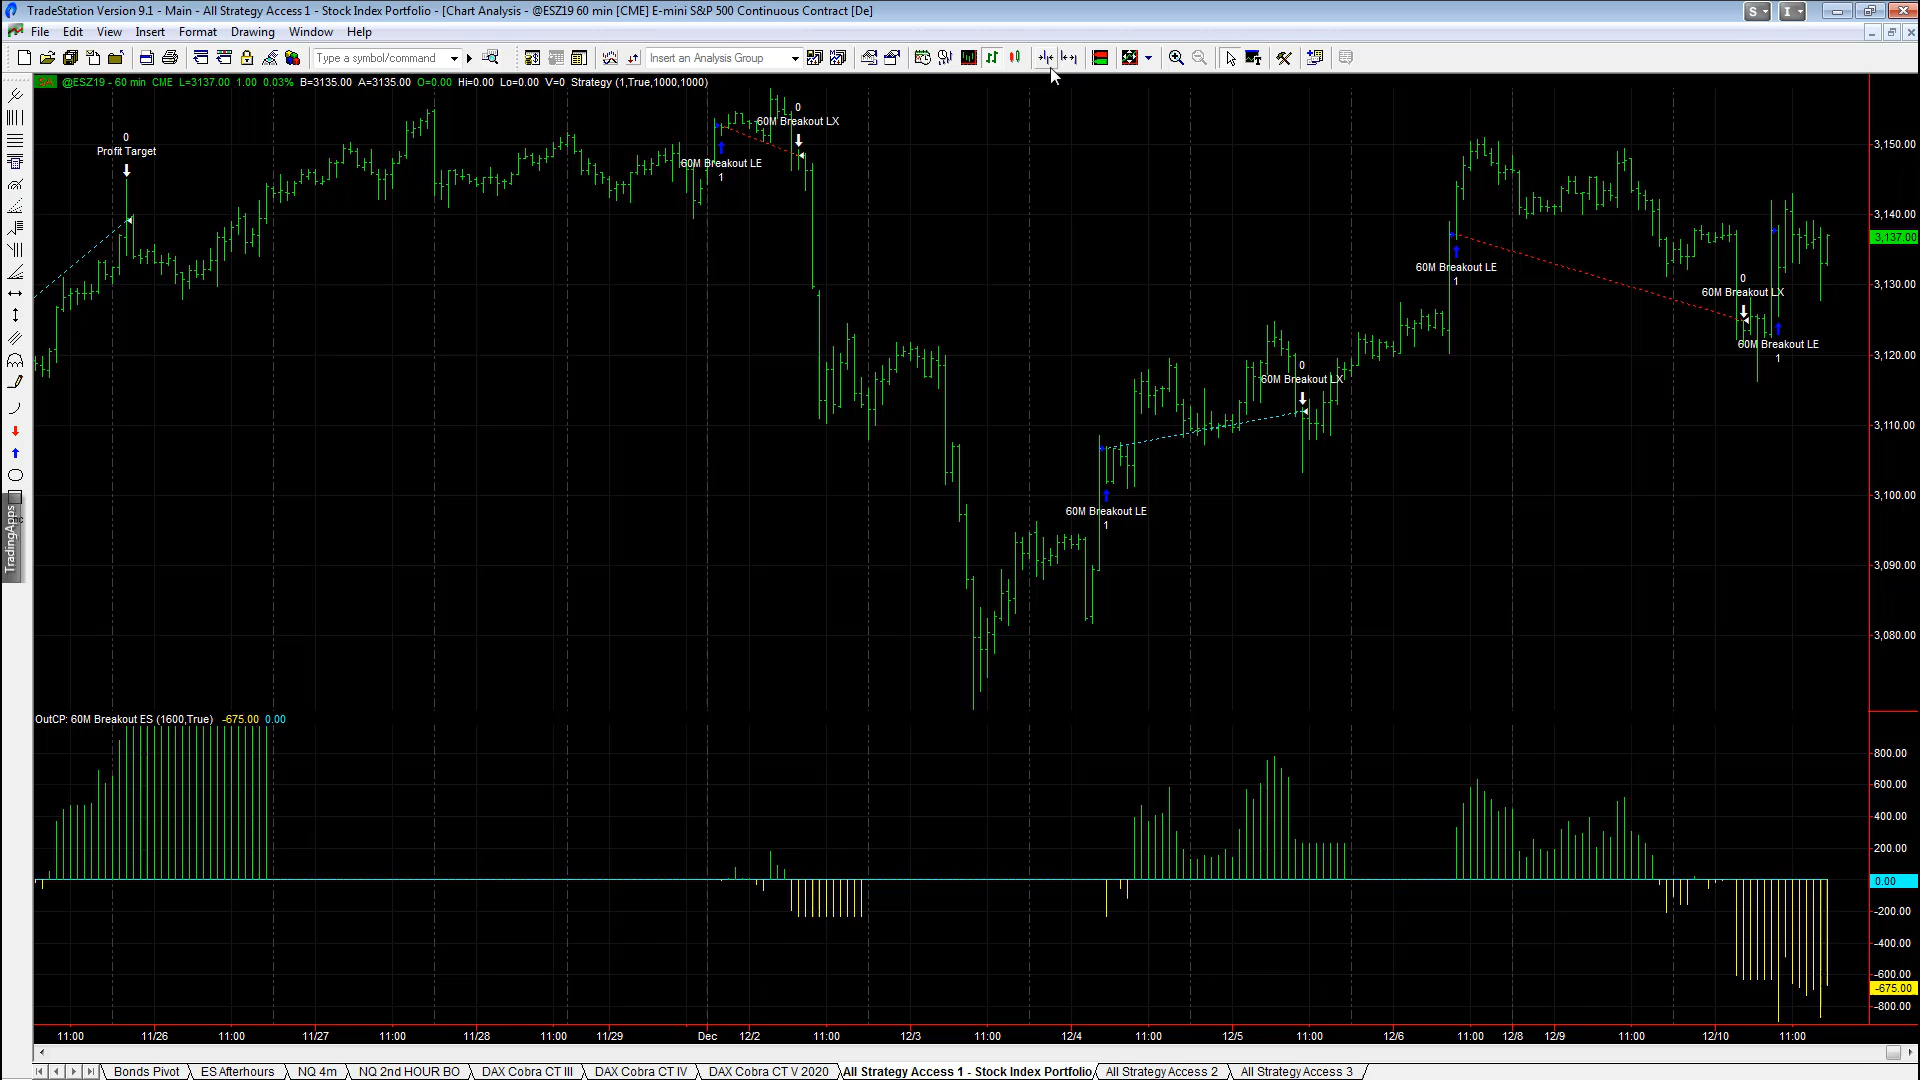 TradeStation Version 9.1 - Main - All Strategy Access 1 - Stock Index Portfolio - [Chart Analysis - @ESZ19 60 min [CME] E-mini S&P 500 Continuous Contract [De]
S
I
File Edit View Insert Format Drawing Window Help
Type a symbol/command
Insert an Analysis Group
SA @ESZ19 - 60 min CME L=3137.00 1.00 0.03% B=3135.00 A=3135.00 O=0.00 Hi=0.00 Lo=0.00 V=0 Strategy (1,True,1000,1000)
0
Profit Target
0
60M Breakout LX
60M Breakout LE
1
60M Breakout LE
1
0
60M Breakout LX
60M Breakout LE
1
0
60M Breakout LX
60M Breakout LE
1
3,150.00
3,140.00
3,137.00
3,130.00
3,120.00
3,110.00
3,100.00
3,090.00
3,080.00
TradingApps
OutCP: 60M Breakout ES (1600,True) -675.00 0.00
800.00
600.00
400.00
200.00
0.00
-200.00
-400.00
-600.00
-675.00
-800.00
11:00 11/26 11:00 11/27 11:00 11/28 11:00 11/29 Dec 12/2 11:00 12/3 11:00 12/4 11:00 12/5 11:00 12/6 11:00 12/8 12/9 11:00 12/10 11:00
Bonds Pivot ES Afterhours NQ 4m NQ 2nd HOUR BO DAX Cobra CT III DAX Cobra CT IV DAX Cobra CT V 2020 All Strategy Access 1 - Stock Index Portfolio All Strategy Access 2 All Strategy Access 3